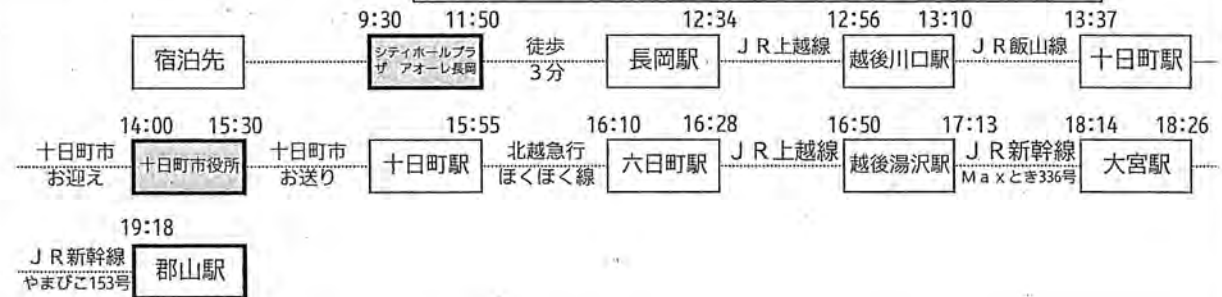 9:30 11:50 12:34 12:56 13:10 13:37
宿泊先 シティホールプラザ アオーレ長岡 徒歩 3分 長岡駅 JR上越線 越後川口駅 JR飯山線 十日町駅
14:00 15:30 15:55 16:10 16:28 16:50 17:13 18:14 18:26
十日町市 お迎え 十日町市役所 十日町市 お送り 十日町駅 北越急行 ほくほく線 六日町駅 JR上越線 越後湯沢駅 JR新幹線 Maxとき336号 大宮駅
19:18
JR新幹線 やまびこ153号 郡山駅